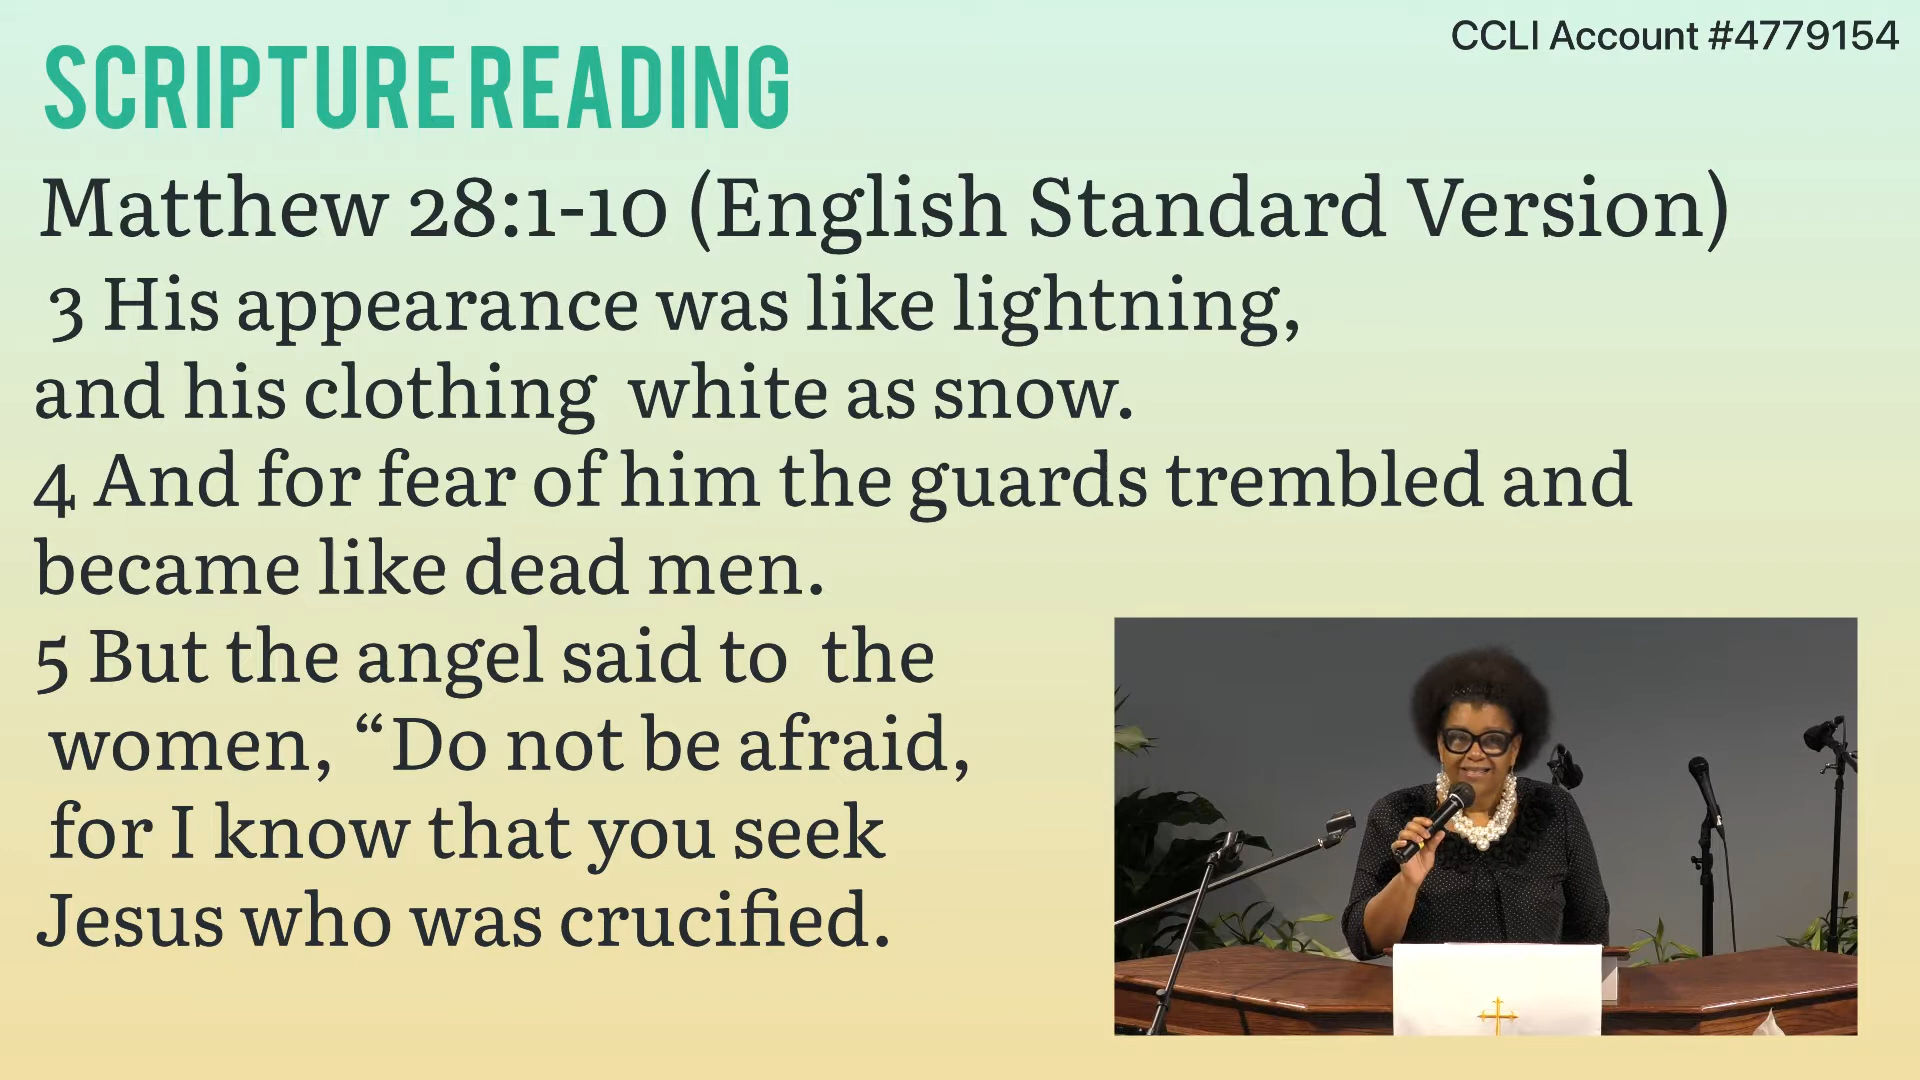 CCLI Account #4779154
SCRIPTURE READING
Matthew 28:1-10 (English Standard Version)
3 His appearance was like lightning,
and his clothing  white as snow.
4 And for fear of him the guards trembled and
became like dead men.
5 But the angel said to  the
women, “Do not be afraid,
for I know that you seek
Jesus who was crucified.